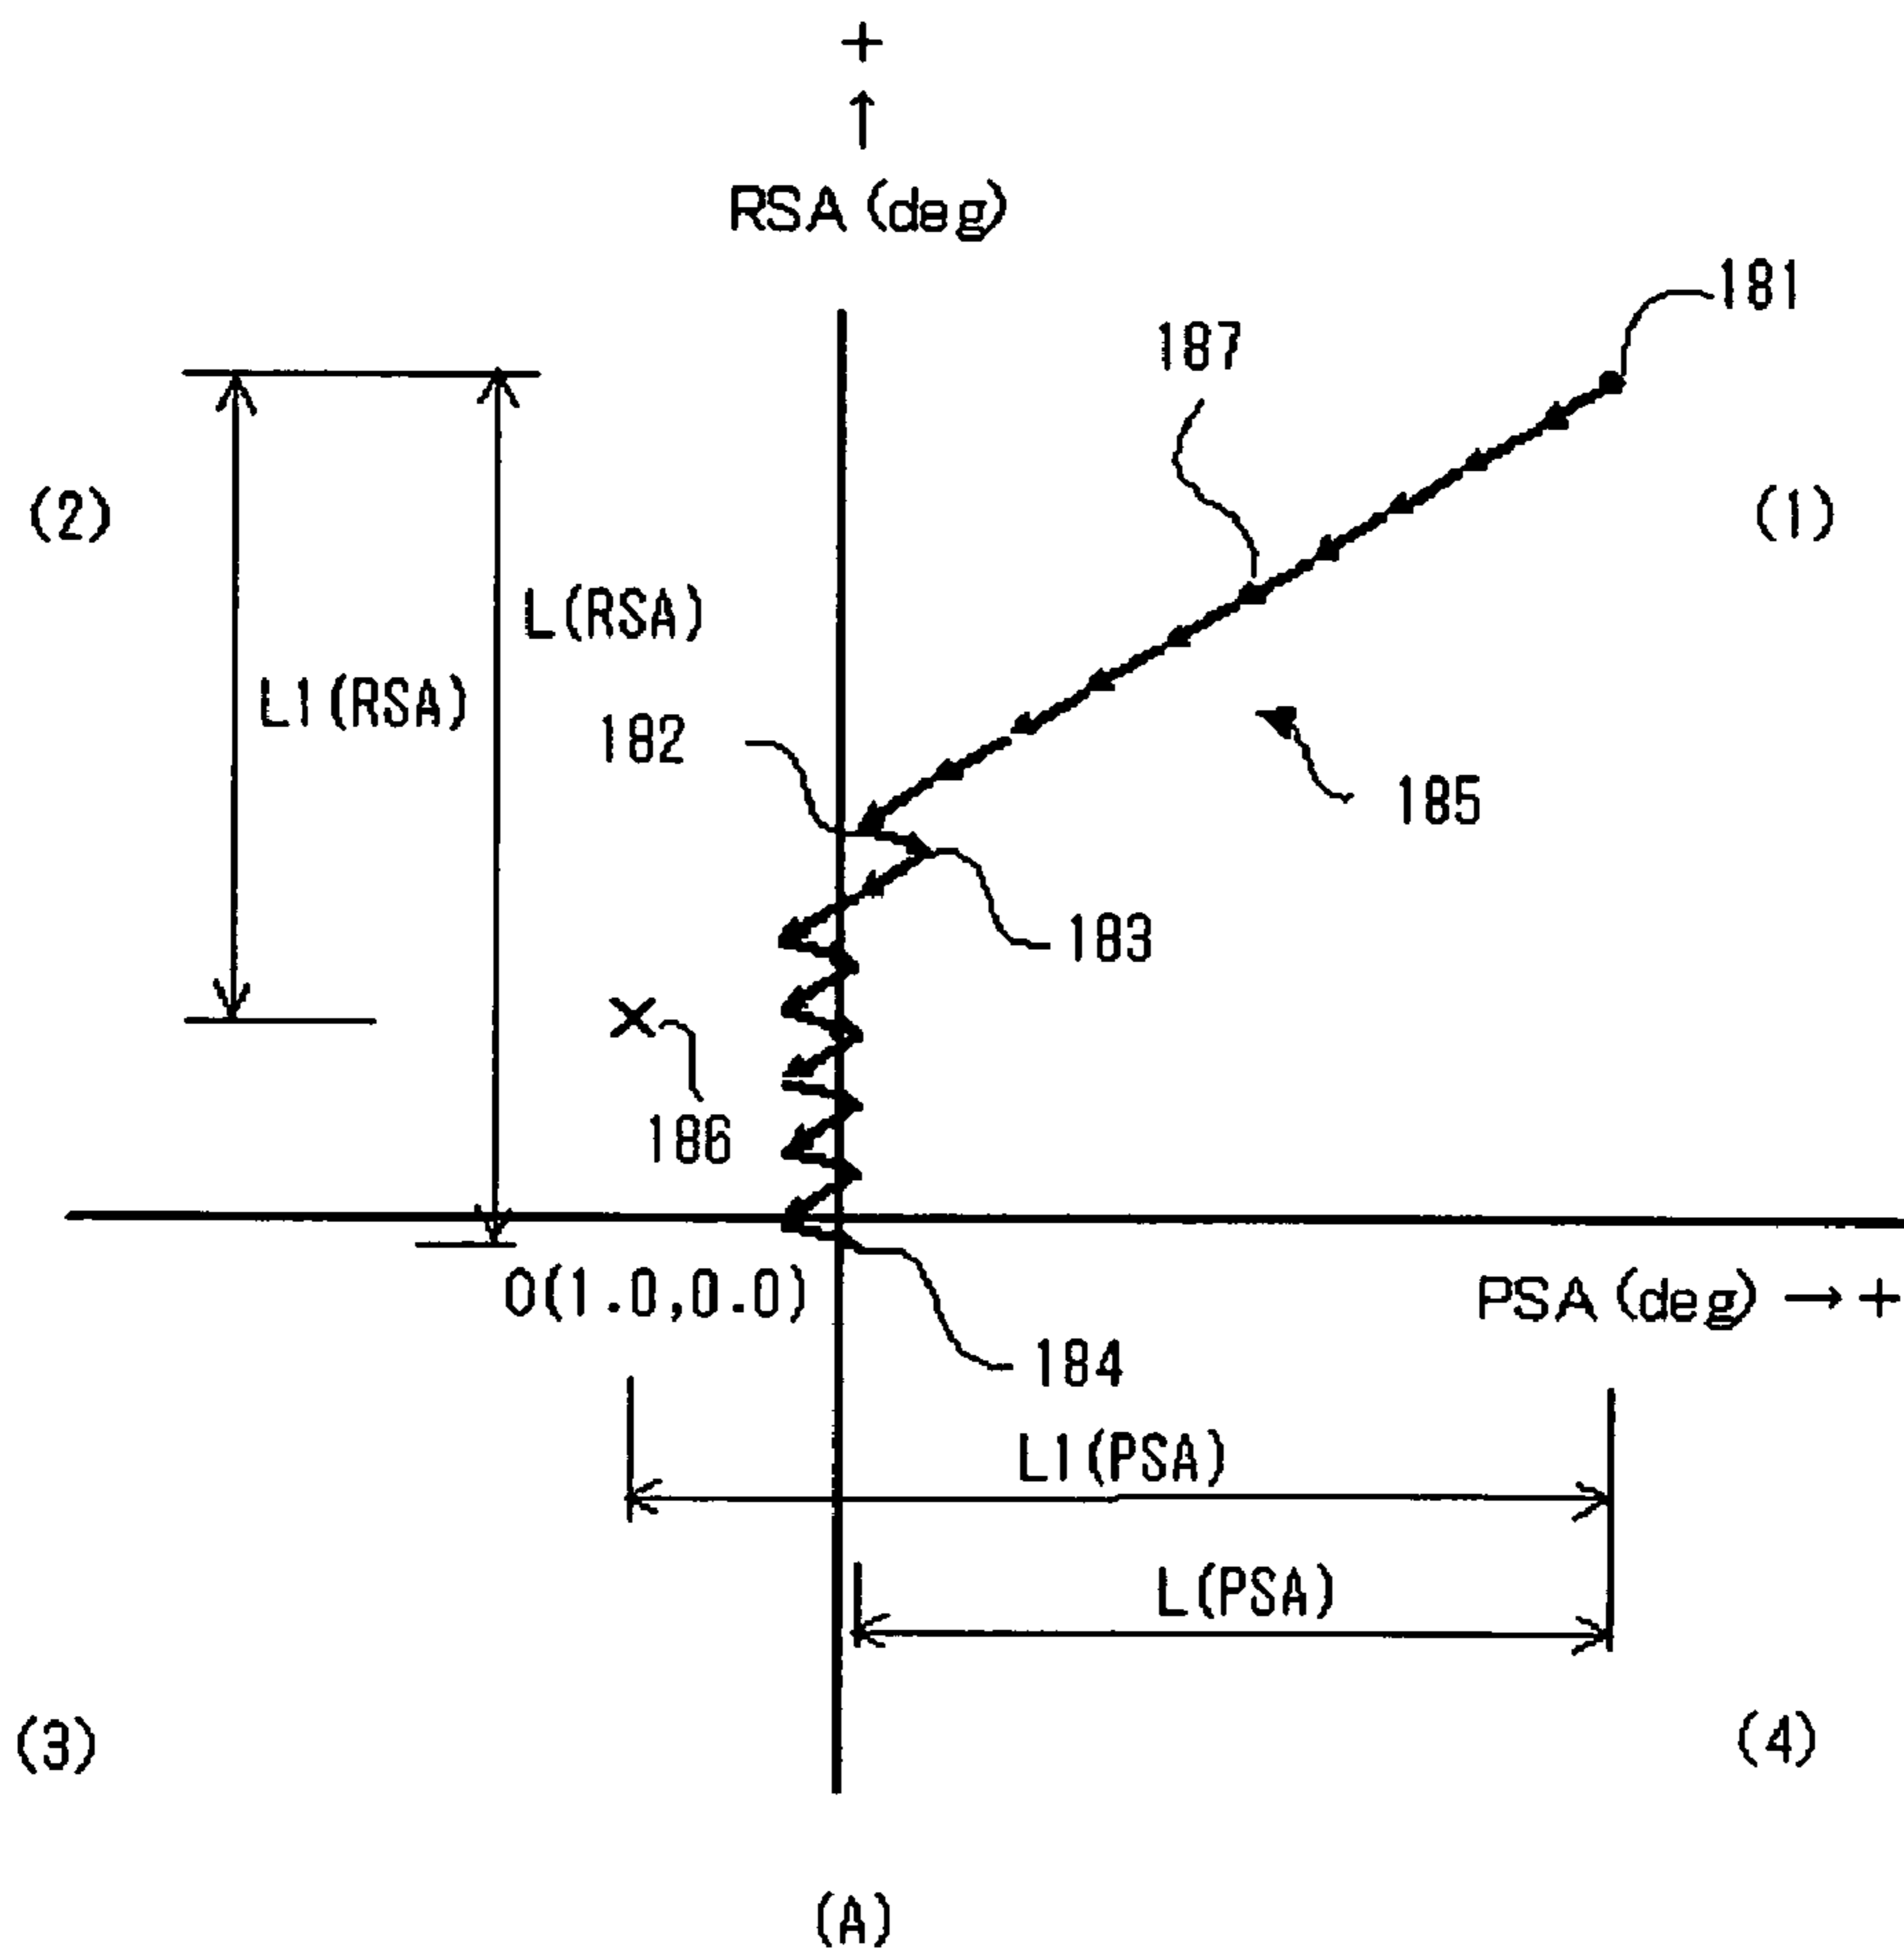 +
↑
RSA (deg)
181
187
(2)
(1)
L(RSA)
L1(RSA)
182
185
183
186
O(1.0,0.0)
PSA (deg) → +
184
L1(PSA)
L(PSA)
(3)
(4)
(A)